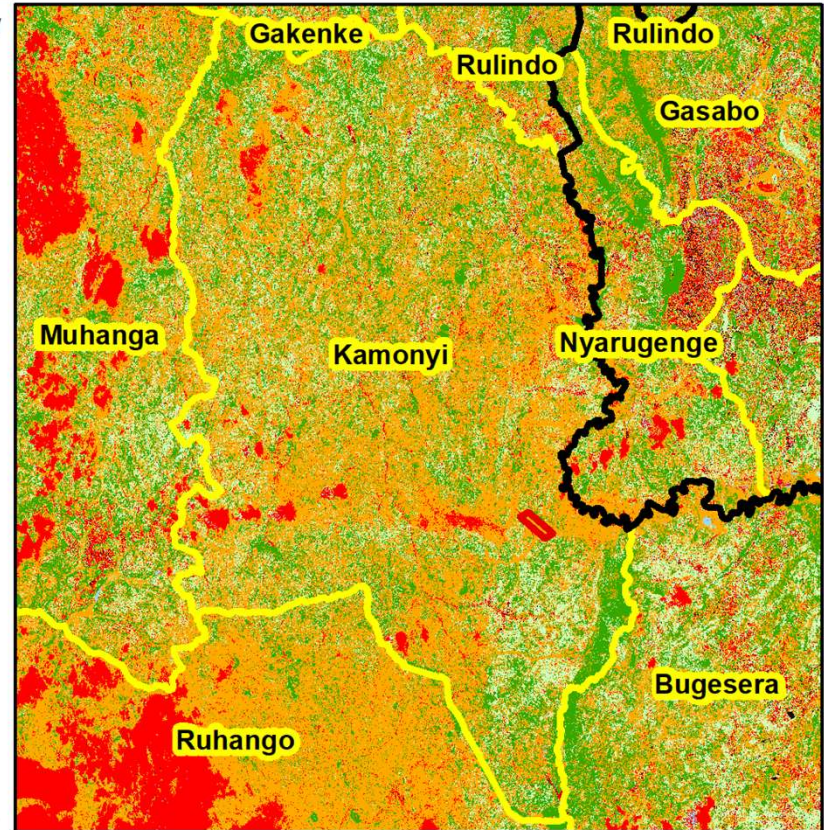 Gakenke
Rulindo
Rulindo
Gasabo
Muhanga
Kamonyi
Nyarugenge
Bugesera
Ruhango